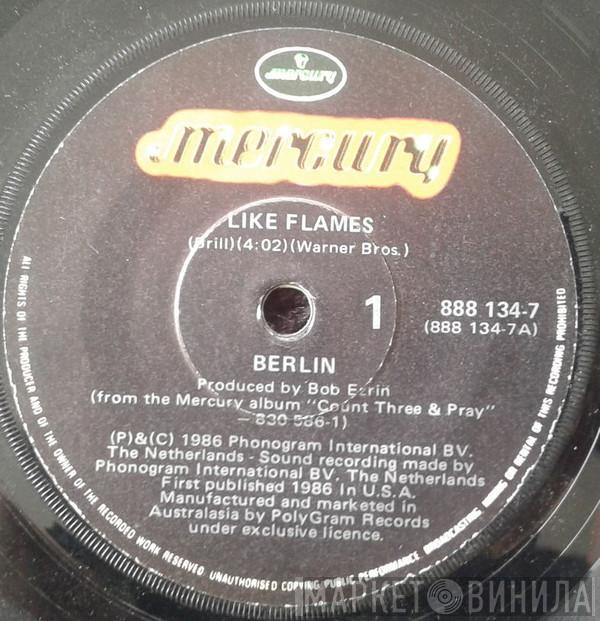 mercury
mercury
LIKE FLAMES
(Brill)(4:02)(Warner Bros.)
1
888 134-7
(888 134-7A)
BERLIN
Produced by Bob Ezrin
(from the Mercury album "Count Three & Pray"
– 830 586-1)
(P)&(C) 1986 Phonogram International BV.
The Netherlands - Sound recording made by
Phonogram International BV. The Netherlands
First published 1986 In U.S.A.
Manufactured and marketed in
Australasia by PolyGram Records
under exclusive licence.
ALL RIGHTS OF THE PRODUCER AND OF THE OWNER OF THE RECORDED WORK RESERVED. UNAUTHORISED COPYING PUBLIC PERFORMANCE BROADCASTING HIRING OR RENTAL OF THIS RECORDING PROHIBITED
МАРКЕТ ВИНИЛА